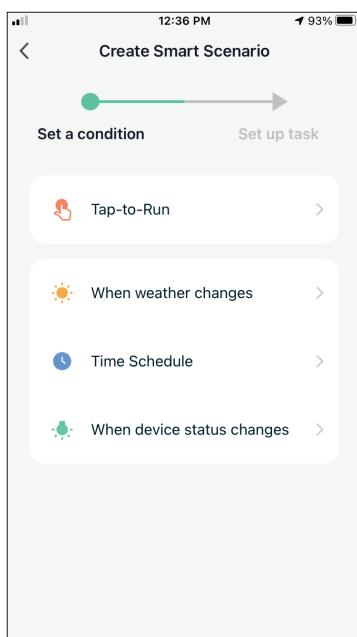 12:36 PM
93%
Create Smart Scenario
Set a condition
Set up task
Tap-to-Run
When weather changes
Time Schedule
When device status changes